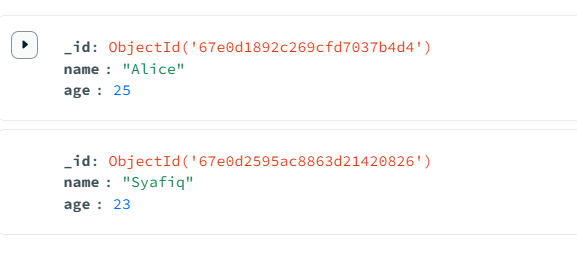 _id: ObjectId('67e0d1892c269cfd7037b4d4')
name : "Alice"
age : 25
_id: ObjectId('67e0d2595ac8863d21420826')
name : "Syafiq"
age : 23